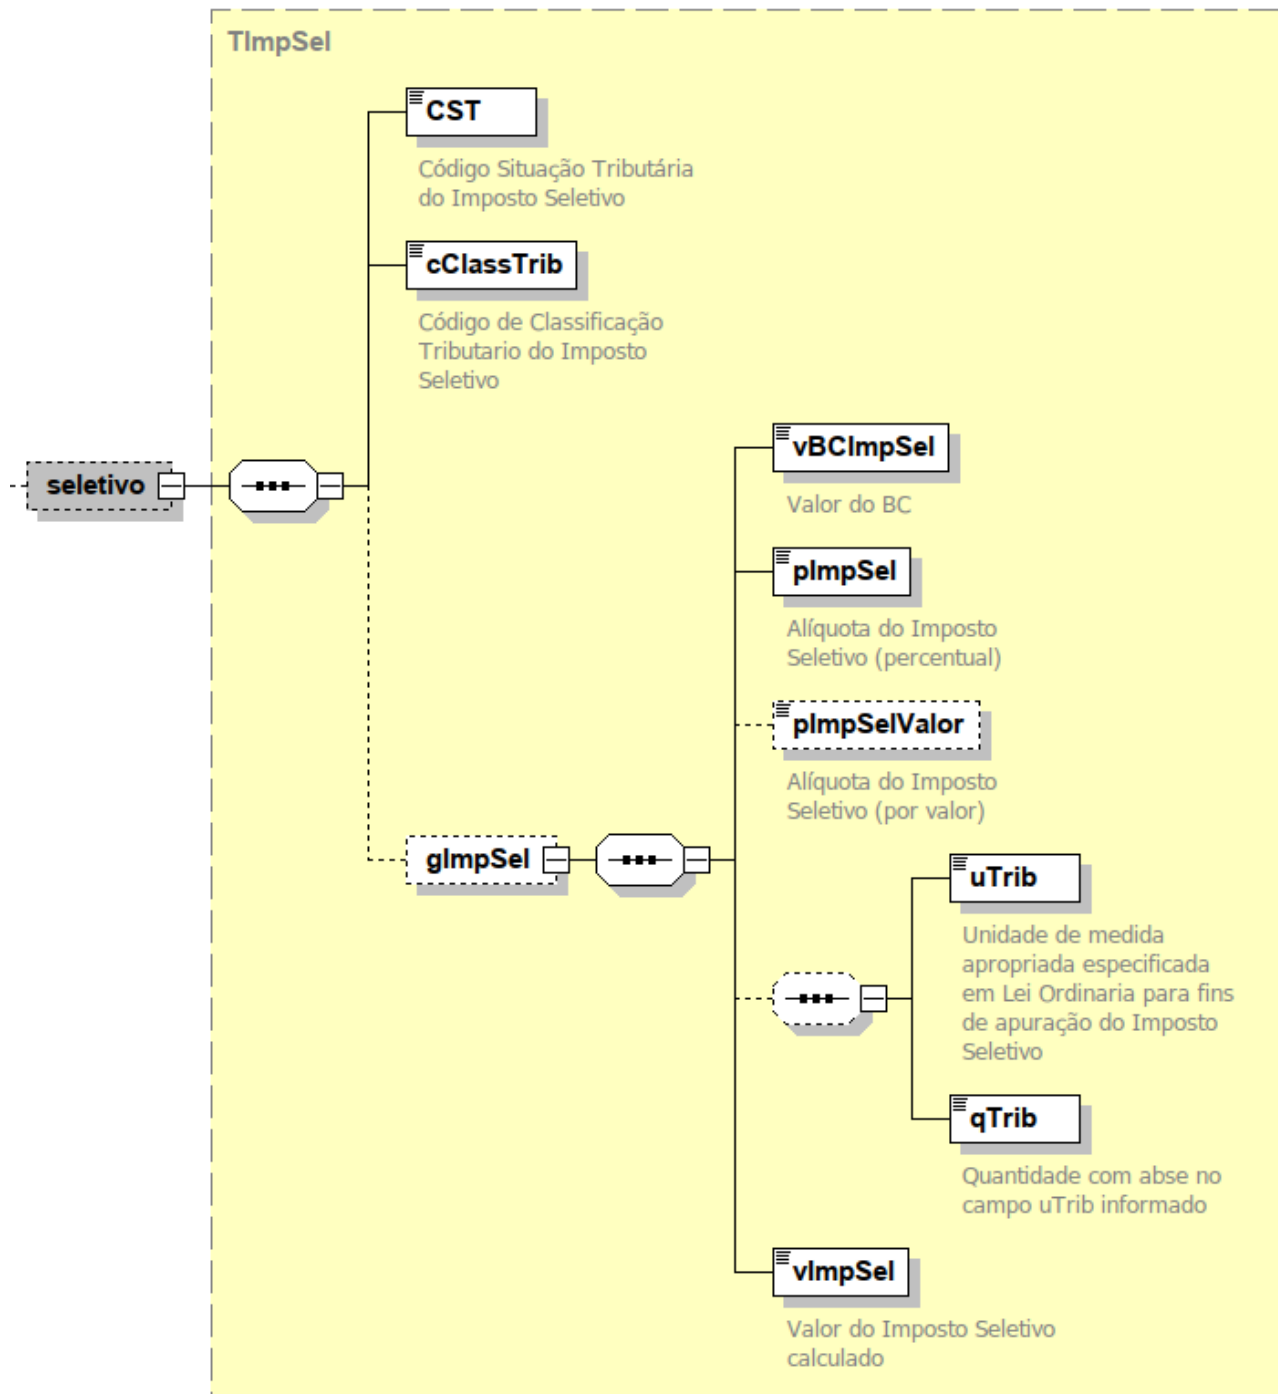 TImpSel
CST
Código Situação Tributária
do Imposto Seletivo
cClassTrib
Código de Classificação
Tributario do Imposto
Seletivo
seletivo
vBCImpSel
Valor do BC
pImpSel
Alíquota do Imposto
Seletivo (percentual)
pImpSelValor
Alíquota do Imposto
Seletivo (por valor)
gImpSel
uTrib
Unidade de medida
apropriada especificada
em Lei Ordinaria para fins
de apuração do Imposto
Seletivo
qTrib
Quantidade com abse no
campo uTrib informado
vImpSel
Valor do Imposto Seletivo
calculado